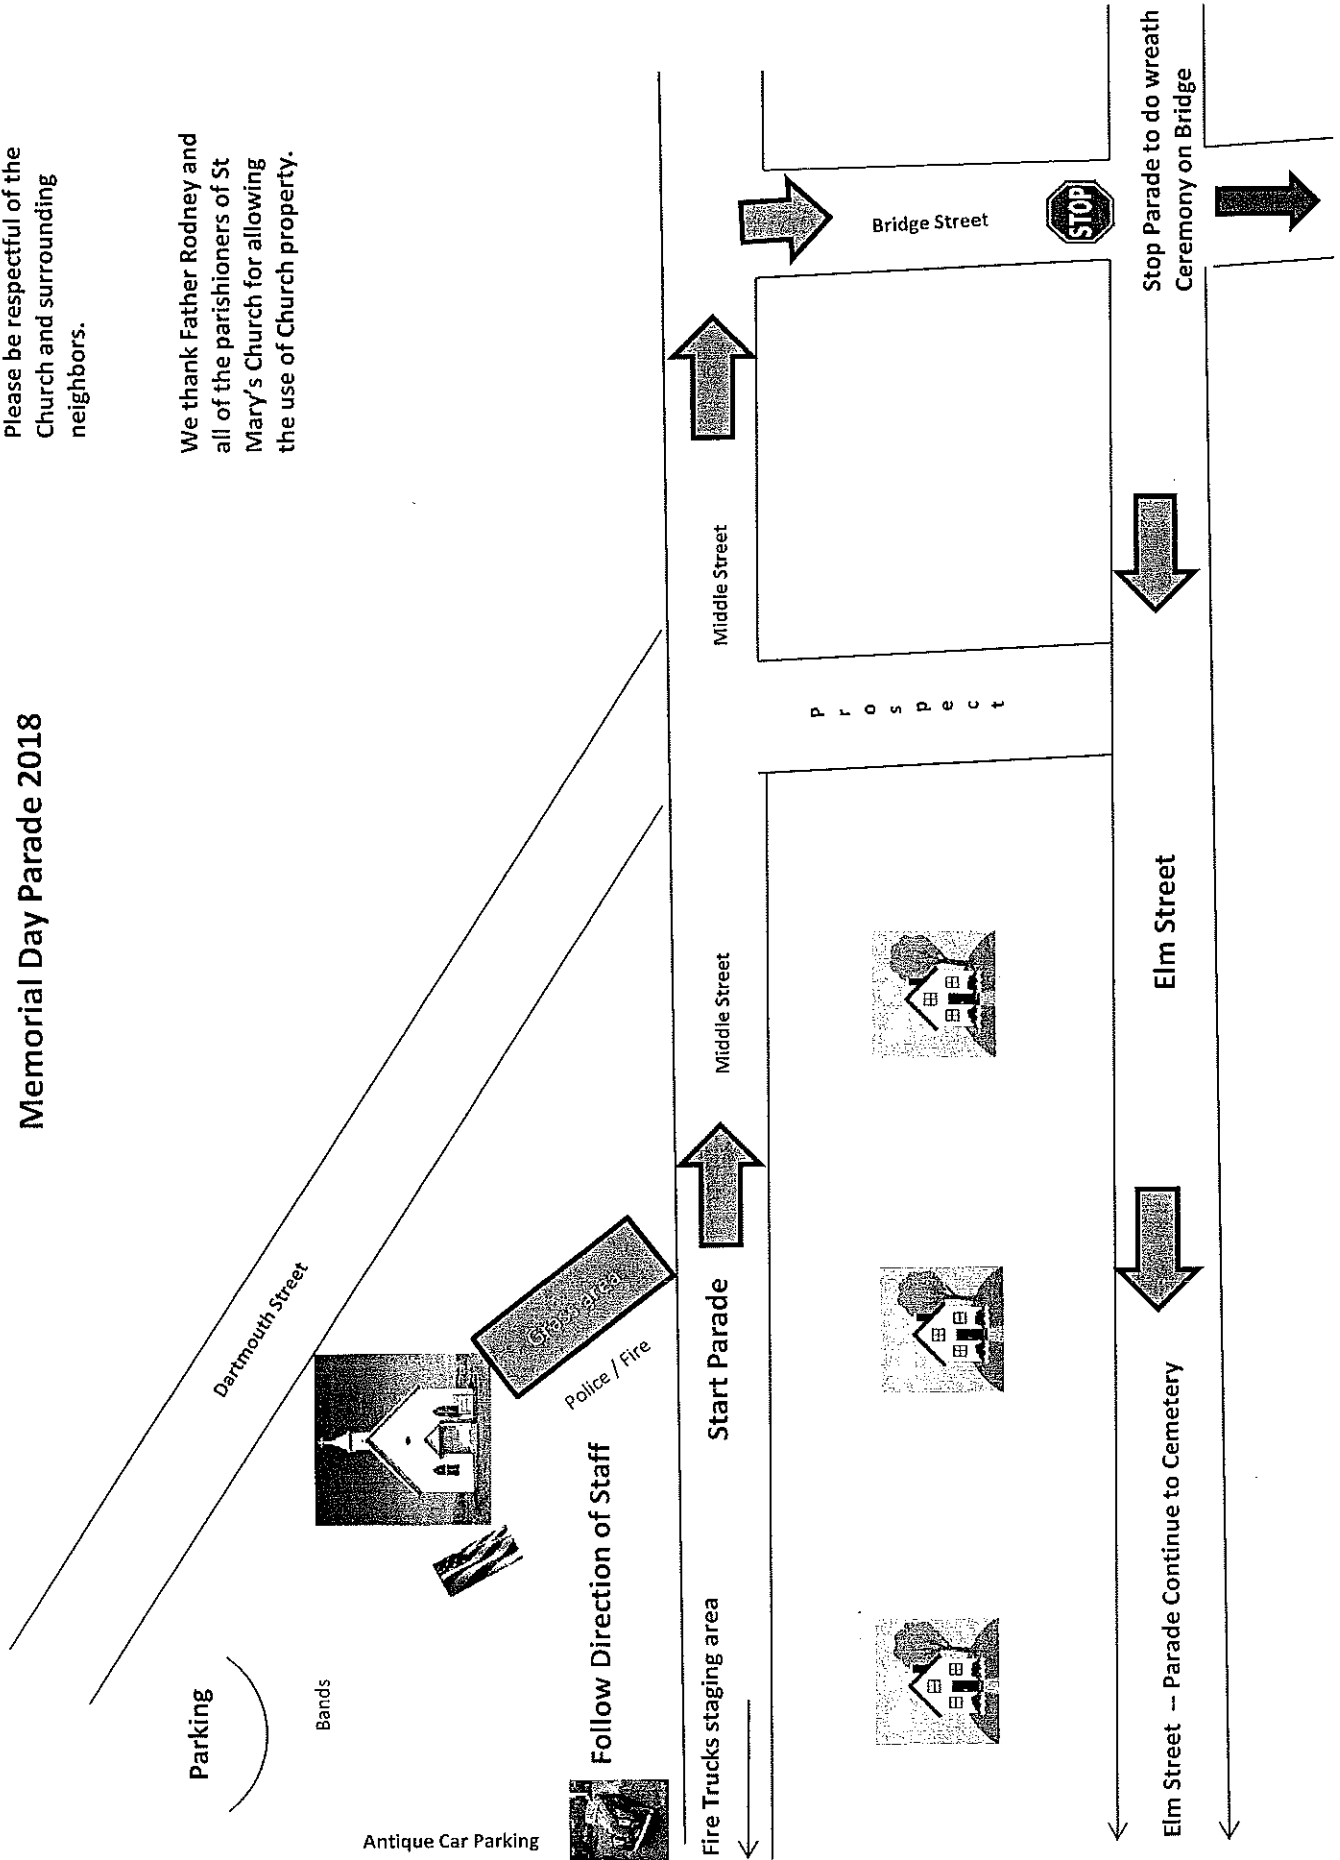 Memorial Day Parade 2018
Please be respectful of the
Church and surrounding
neighbors.
We thank Father Rodney and
all of the parishioners of St
Mary's Church for allowing
the use of Church property.
Parking
Dartmouth Street
Bands
Antique Car Parking
Grass area
Police / Fire
Follow Direction of Staff
Fire Trucks staging area
Start Parade
Middle Street
Middle Street
Prospect
Bridge Street
STOP
Stop Parade to do wreath
Ceremony on Bridge
Elm Street
Elm Street -- Parade Continue to Cemetery